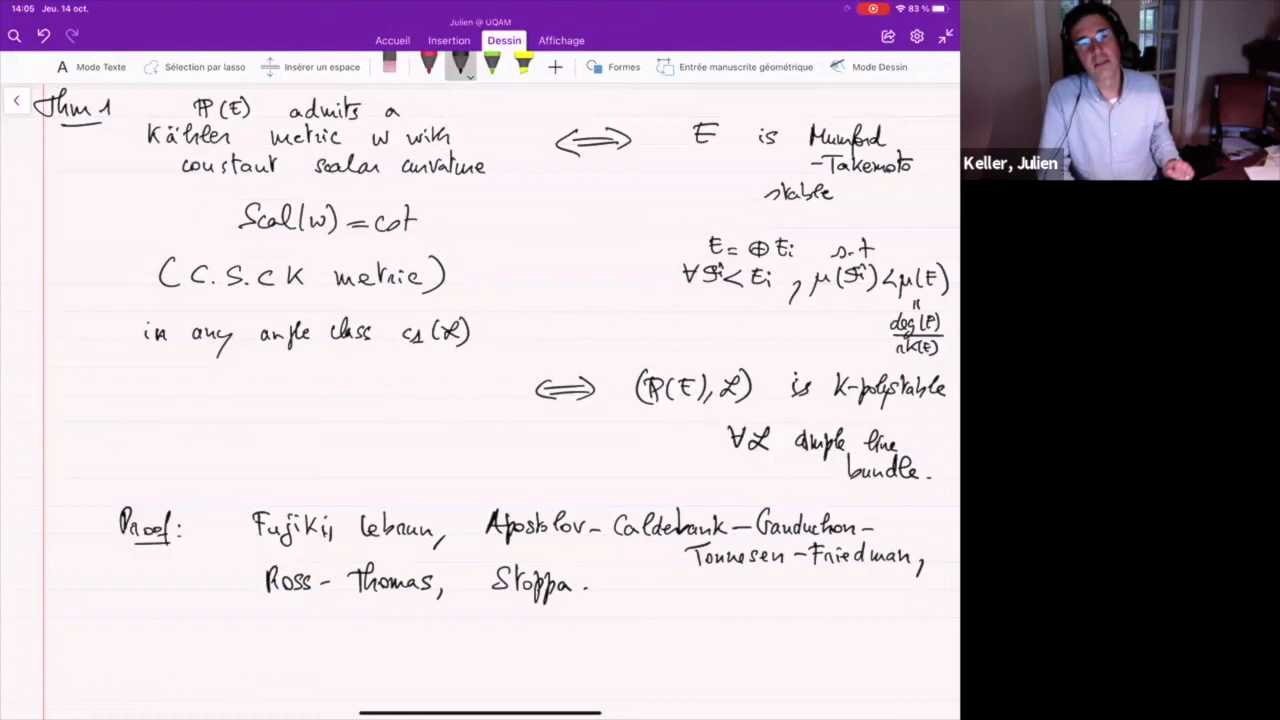 14:05 Jeu. 14 oct.
83 %
Julien @ UQAM
Accueil Insertion Dessin Affichage
A Mode Texte Sélection par lasso Insérer un espace Formes Entrée manuscrite géométrique Mode Dessin
Keller, Julien
Thm 1 ℙ(E) admits a
Kähler metric ω with
constant scalar curvature
⟺ E is Mumford
-Takemoto
stable
Scal(ω) = cst
(C.S.C K metric)
in any ample class c₁(ℒ)
E = ⊕ Ei s.t
∀ ℱi < Ei , μ(ℱi) < μ(E)
=
deg(E)
rk(E)
⟺ (ℙ(E), ℒ) is K-polystable
∀ ℒ ample line
bundle.
Proof: Fujiki, Lebrun, Apostolov - Calderbank - Gauduchon -
Tonnesen - Friedman,
Ross - Thomas, Stoppa.